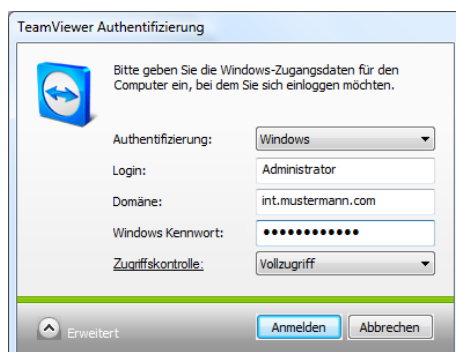 TeamViewer Authentifizierung
Bitte geben Sie die Windows-Zugangsdaten für den
Computer ein, bei dem Sie sich einloggen möchten.
Authentifizierung: Windows
Login: Administrator
Domäne: int.mustermann.com
Windows Kennwort: ●●●●●●●●●●●●
Zugriffskontrolle: Vollzugriff
Erweitert Anmelden Abbrechen